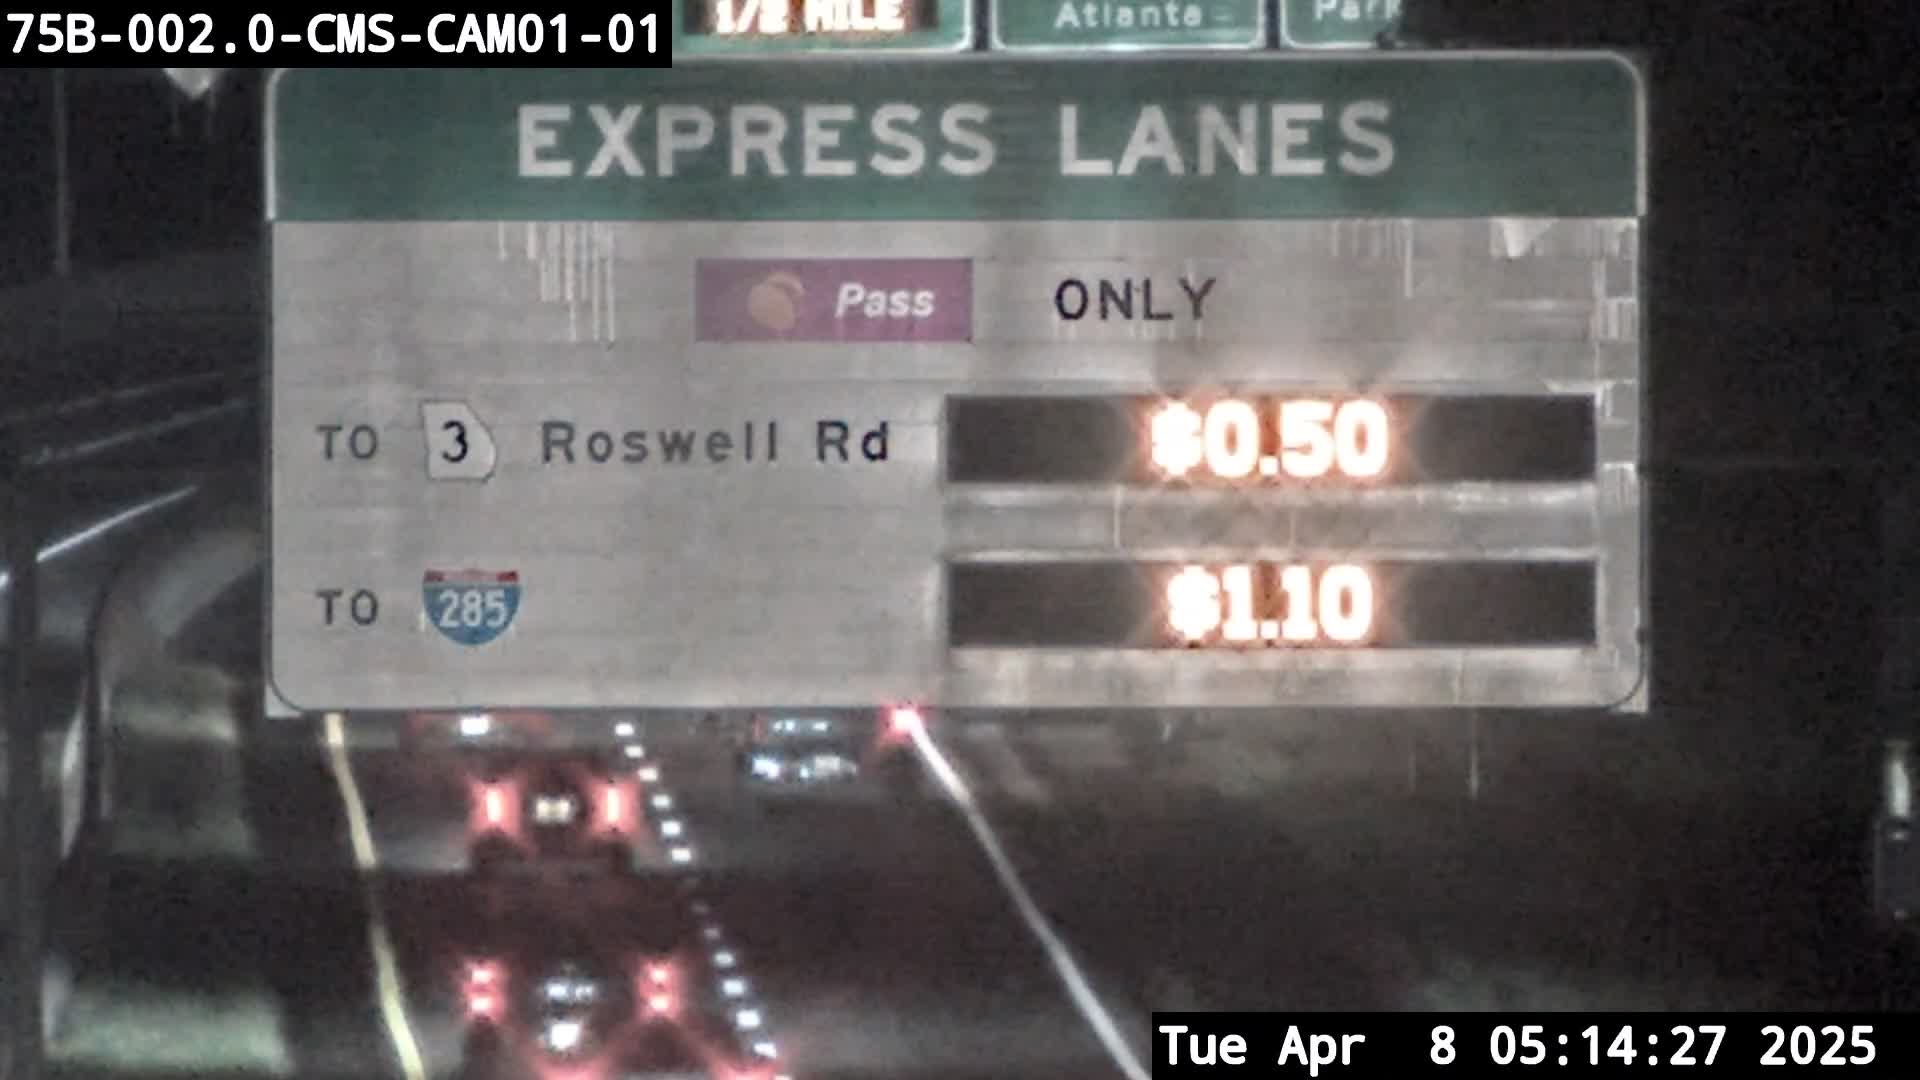 75B-002.0-CMS-CAM01-01
1/2 MILE
Atlanta
Park
EXPRESS LANES
Pass ONLY
TO 3 Roswell Rd $0.50
TO 285 $1.10
Tue Apr 8 05:14:27 2025